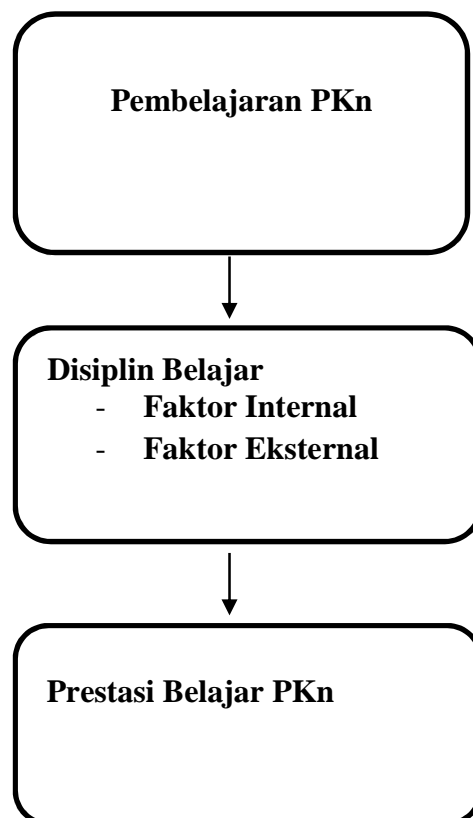 Pembelajaran PKn
Disiplin Belajar
- Faktor Internal
- Faktor Eksternal
Prestasi Belajar PKn